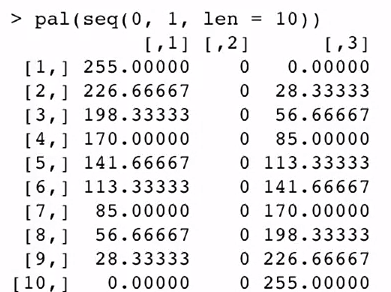 > pal(seq(0, 1, len = 10))
[,1] [,2] [,3]
[1,] 255.00000 0 0.00000
[2,] 226.66667 0 28.33333
[3,] 198.33333 0 56.66667
[4,] 170.00000 0 85.00000
[5,] 141.66667 0 113.33333
[6,] 113.33333 0 141.66667
[7,] 85.00000 0 170.00000
[8,] 56.66667 0 198.33333
[9,] 28.33333 0 226.66667
[10,] 0.00000 0 255.00000